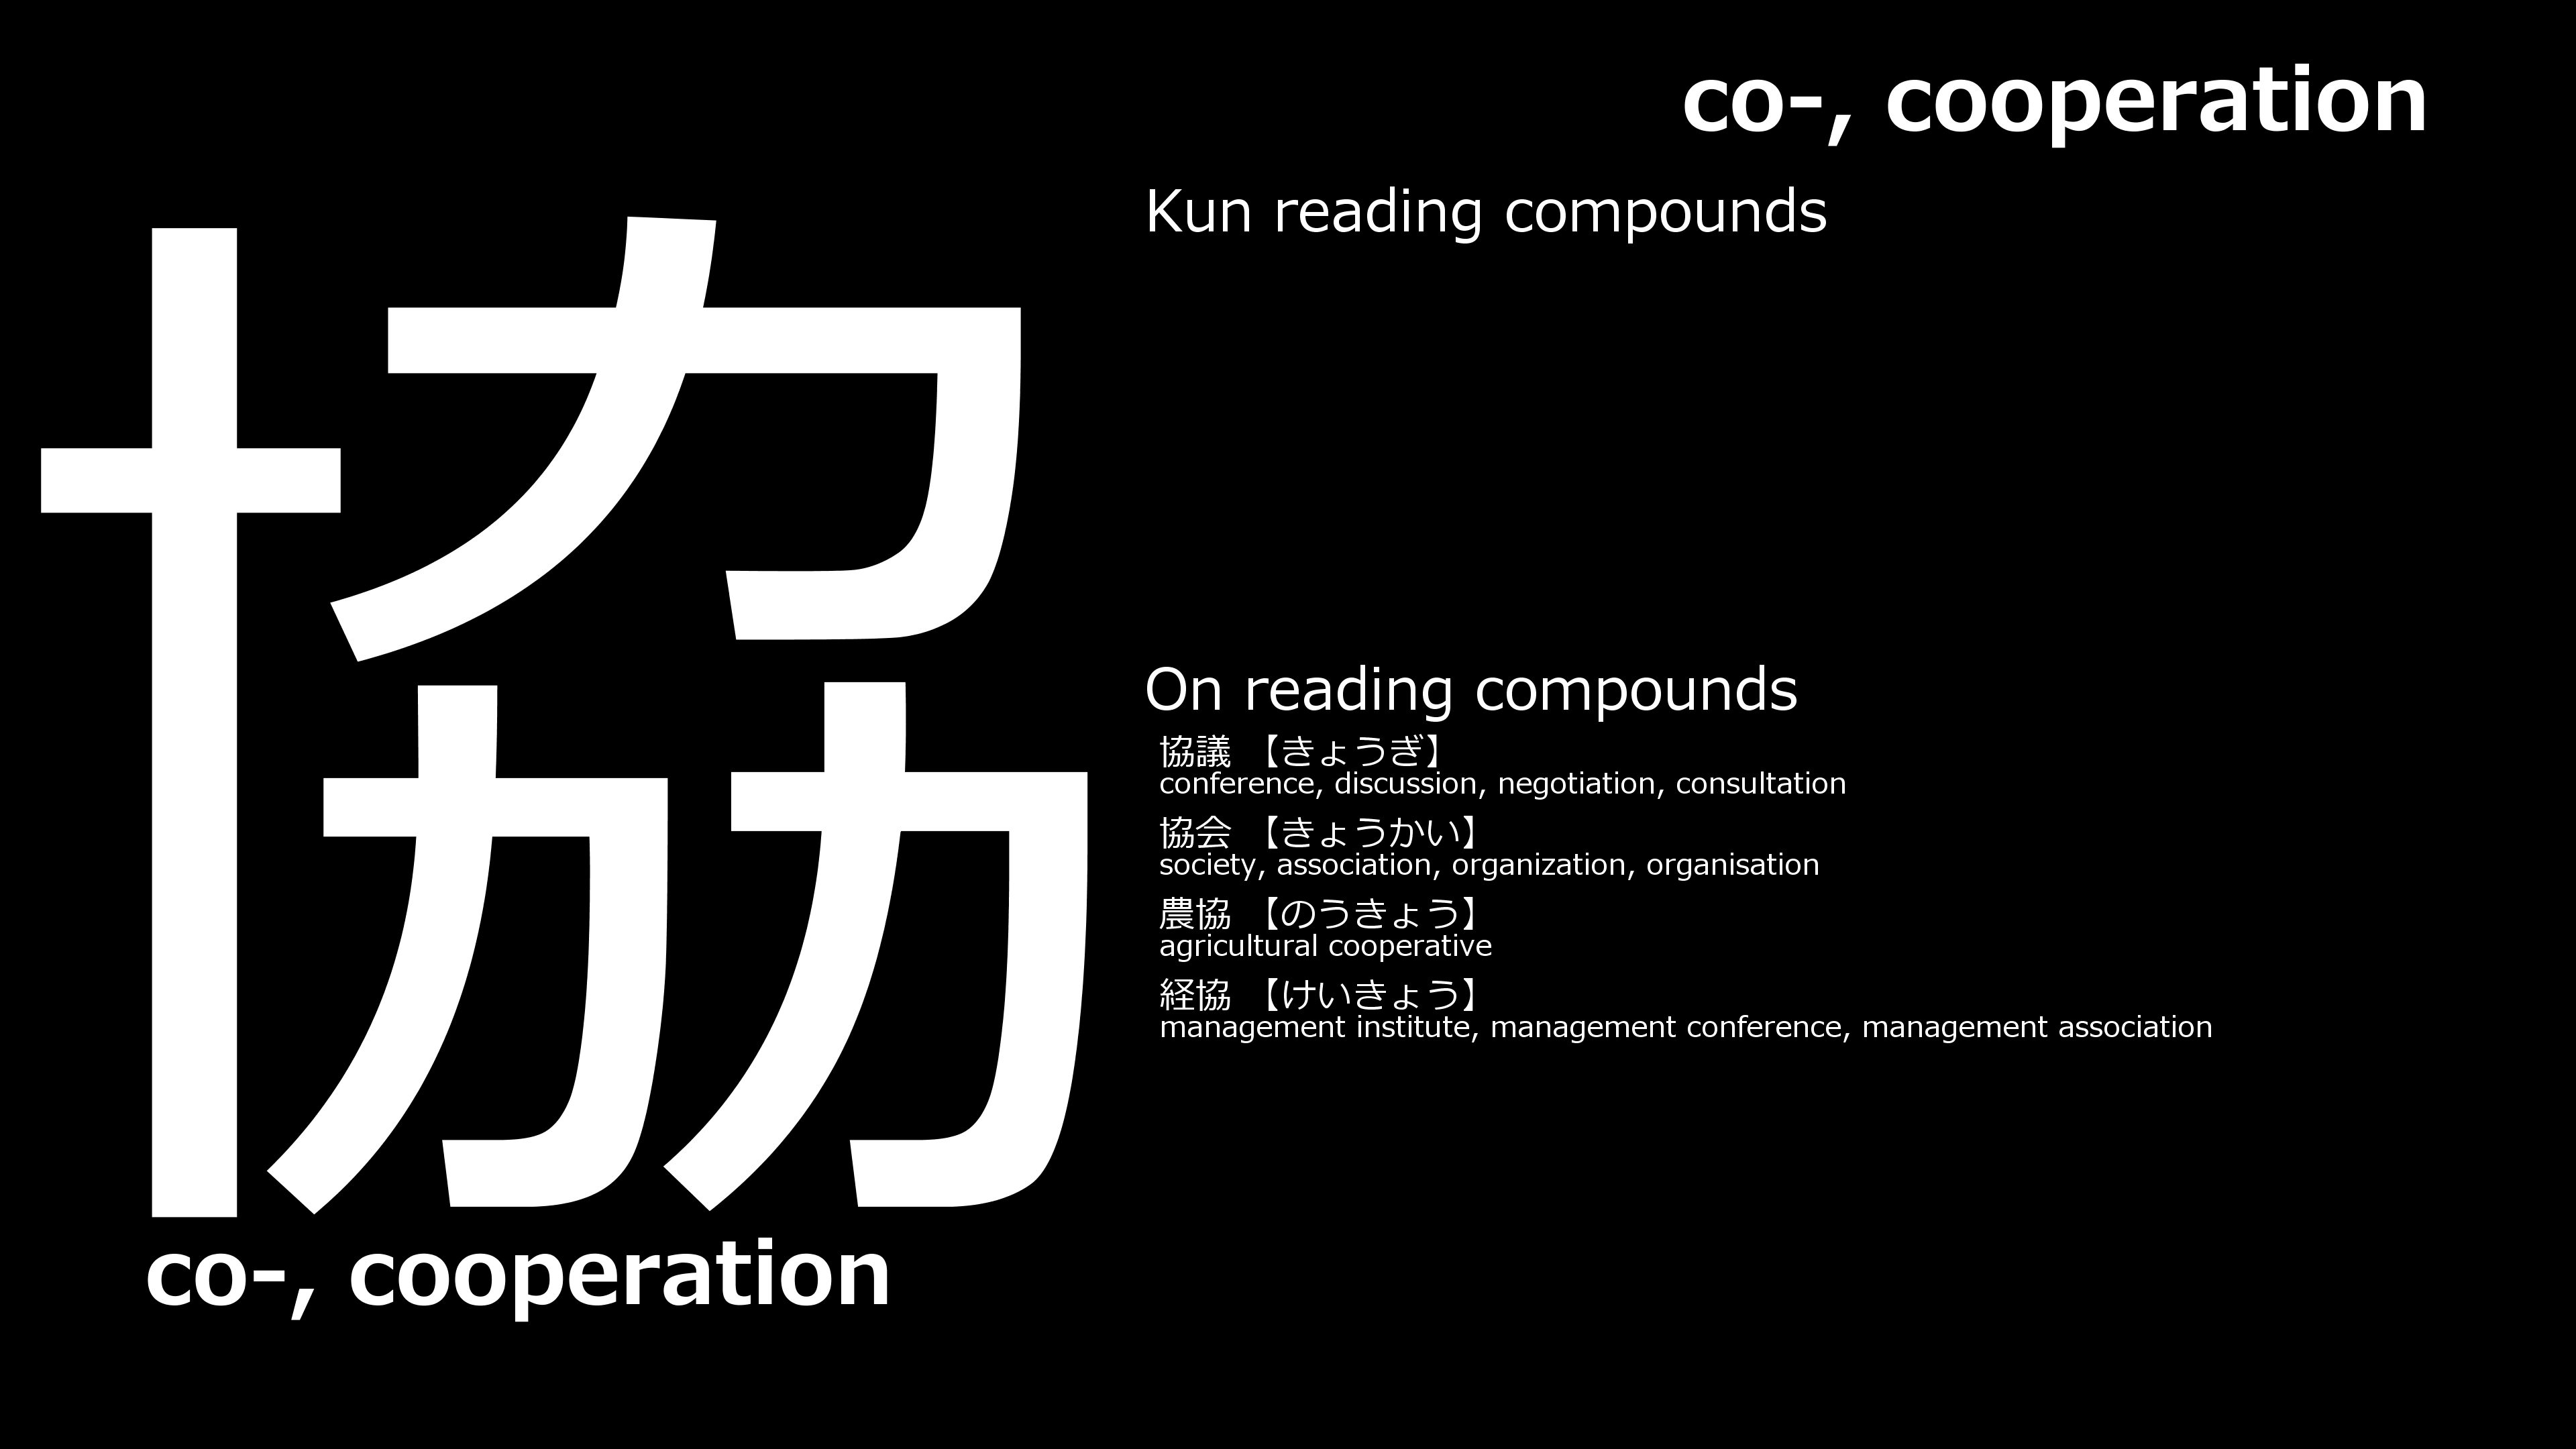 co-, cooperation
協
co-, cooperation
Kun reading compounds
On reading compounds
協議 【きょうぎ】
conference, discussion, negotiation, consultation
協会 【きょうかい】
society, association, organization, organisation
農協 【のうきょう】
agricultural cooperative
経協 【けいきょう】
management institute, management conference, management association